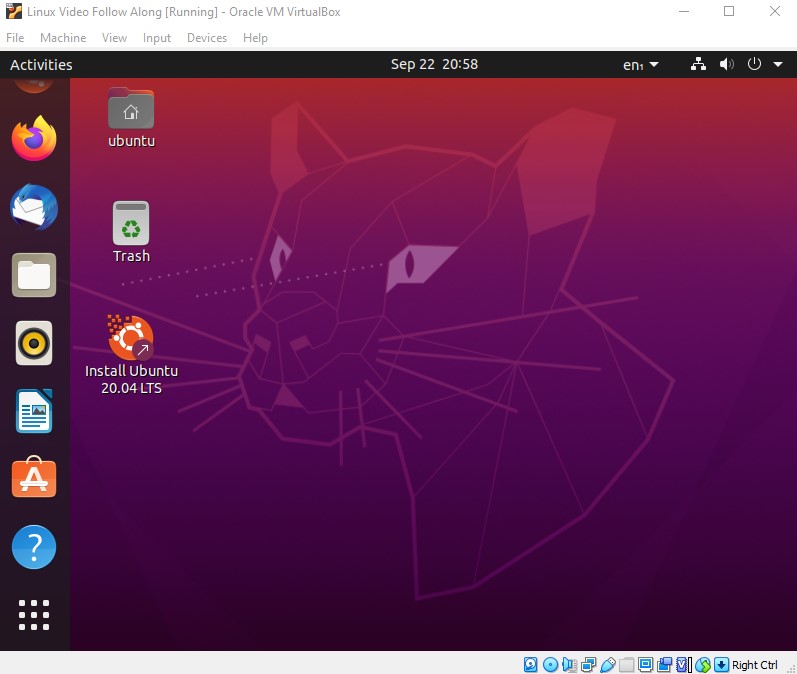 Linux Video Follow Along [Running] - Oracle VM VirtualBox
File Machine View Input Devices Help
Activities Sep 22 20:58 en₁
ubuntu
Trash
Install Ubuntu
20.04 LTS
?
Right Ctrl